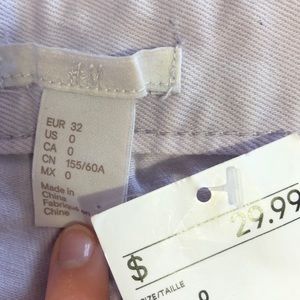 EUR 32
US 0
CA 0
CN 155/60A
MX 0
Made in
China
Fabriqué en
Chine
$
29.99
SIZE/TAILLE
0